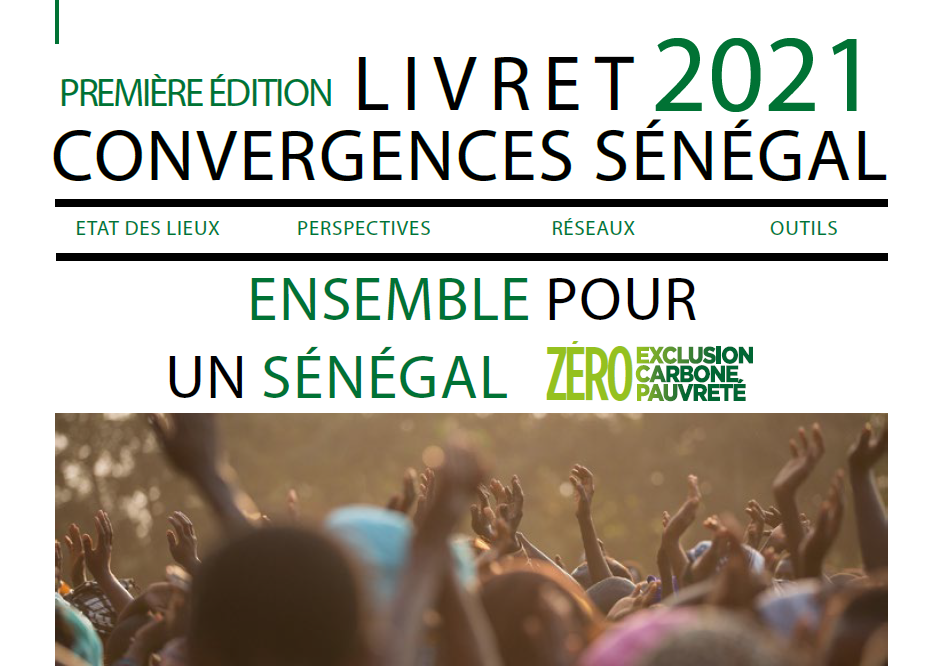 PREMIÈRE ÉDITION LIVRET 2021
CONVERGENCES SÉNÉGAL
ETAT DES LIEUX PERSPECTIVES RÉSEAUX OUTILS
ENSEMBLE POUR
UN SÉNÉGAL ZÉRO EXCLUSION
CARBONE
PAUVRETÉ